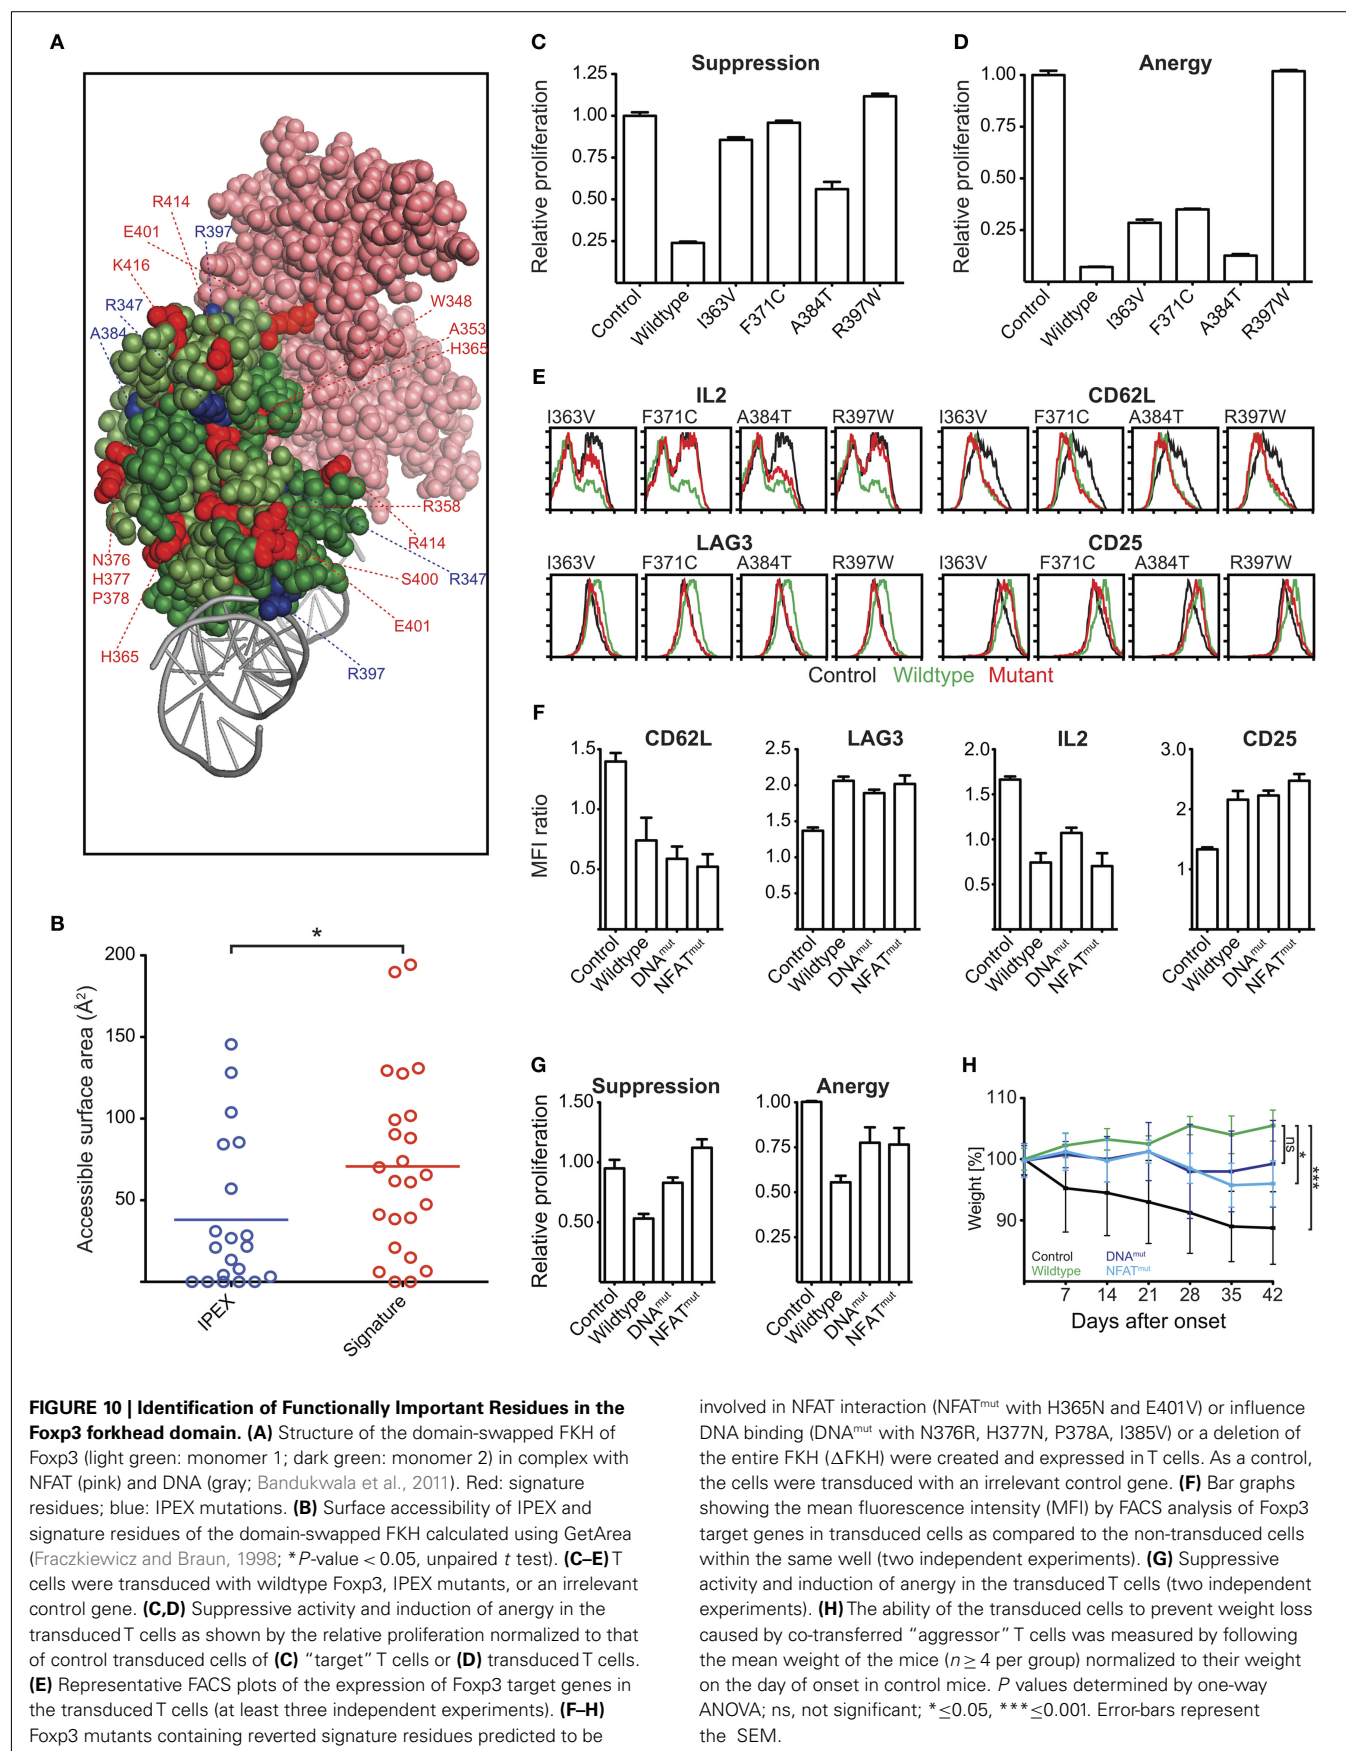 A
R414
E401
R397
K416
R347
A384
W348
A353
H365
R358
N376
H377
P378
R414
S400
R347
E401
H365
R397
B
*
Accessible surface area (Å²)
200
150
100
50
IPEX
Signature
C
Suppression
Relative proliferation
1.25
1.00
0.75
0.50
0.25
Control
Wildtype
I363V
F371C
A384T
R397W
D
Anergy
Relative proliferation
1.00
0.75
0.50
0.25
Control
Wildtype
I363V
F371C
A384T
R397W
E
IL2
I363V F371C A384T R397W
CD62L
I363V F371C A384T R397W
LAG3
I363V F371C A384T R397W
CD25
I363V F371C A384T R397W
Control Wildtype Mutant
F
MFI ratio
CD62L
1.5
1.0
0.5
Control
Wildtype
DNAmut
NFATmut
LAG3
2.5
2.0
1.5
1.0
0.5
Control
Wildtype
DNAmut
NFATmut
IL2
2.0
1.5
1.0
0.5
Control
Wildtype
DNAmut
NFATmut
CD25
3.0
2
1
Control
Wildtype
DNAmut
NFATmut
G
Relative proliferation
Suppression
1.50
1.00
0.50
Control
Wildtype
DNAmut
NFATmut
Anergy
1.00
0.75
0.50
0.25
Control
Wildtype
DNAmut
NFATmut
H
Weight [%]
110
100
90
ns
*
***
Control DNAmut
Wildtype NFATmut
7 14 21 28 35 42
Days after onset
FIGURE 10 | Identification of Functionally Important Residues in the
Foxp3 forkhead domain. (A) Structure of the domain-swapped FKH of
Foxp3 (light green: monomer 1; dark green: monomer 2) in complex with
NFAT (pink) and DNA (gray; Bandukwala et al., 2011). Red: signature
residues; blue: IPEX mutations. (B) Surface accessibility of IPEX and
signature residues of the domain-swapped FKH calculated using GetArea
(Fraczkiewicz and Braun, 1998; *P-value < 0.05, unpaired t test). (C–E) T
cells were transduced with wildtype Foxp3, IPEX mutants, or an irrelevant
control gene. (C,D) Suppressive activity and induction of anergy in the
transduced T cells as shown by the relative proliferation normalized to that
of control transduced cells of (C) “target” T cells or (D) transduced T cells.
(E) Representative FACS plots of the expression of Foxp3 target genes in
the transduced T cells (at least three independent experiments). (F–H)
Foxp3 mutants containing reverted signature residues predicted to be
involved in NFAT interaction (NFATmut with H365N and E401V) or influence
DNA binding (DNAmut with N376R, H377N, P378A, I385V) or a deletion of
the entire FKH (ΔFKH) were created and expressed in T cells. As a control,
the cells were transduced with an irrelevant control gene. (F) Bar graphs
showing the mean fluorescence intensity (MFI) by FACS analysis of Foxp3
target genes in transduced cells as compared to the non-transduced cells
within the same well (two independent experiments). (G) Suppressive
activity and induction of anergy in the transduced T cells (two independent
experiments). (H) The ability of the transduced cells to prevent weight loss
caused by co-transferred “aggressor” T cells was measured by following
the mean weight of the mice (n ≥ 4 per group) normalized to their weight
on the day of onset in control mice. P values determined by one-way
ANOVA; ns, not significant; *≤0.05, ***≤0.001. Error-bars represent
the SEM.